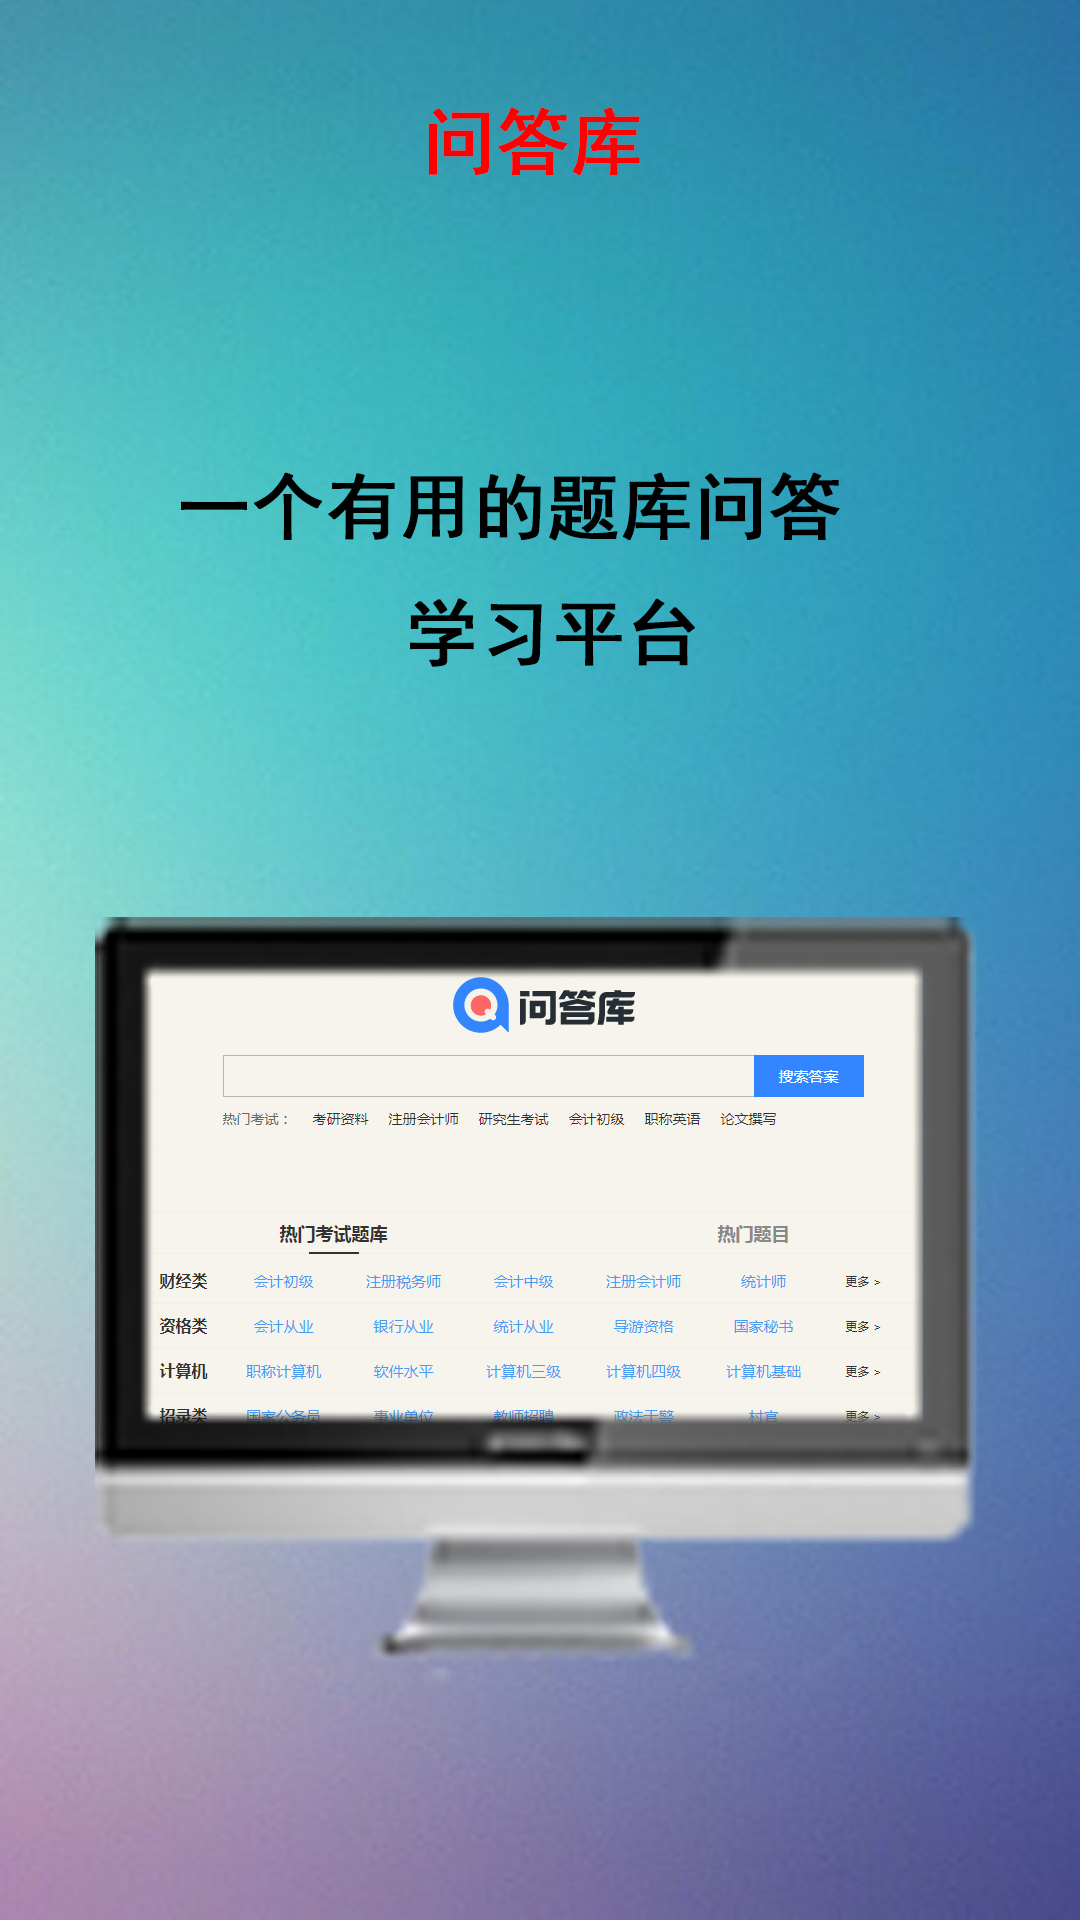 问答库
一个有用的题库问答
学习平台
问答库
搜索答案
热门考试： 考研资料 注册会计师 研究生考试 会计初级 职称英语 论文撰写
热门考试题库 热门题目
财经类 会计初级 注册税务师 会计中级 注册会计师 统计师 更多 >
资格类 会计从业 银行从业 统计从业 导游资格 国家秘书 更多 >
计算机 职称计算机 软件水平 计算机三级 计算机四级 计算机基础 更多 >
招录类 国家公务员 事业单位 教师招聘 政法干警 村官 更多 >